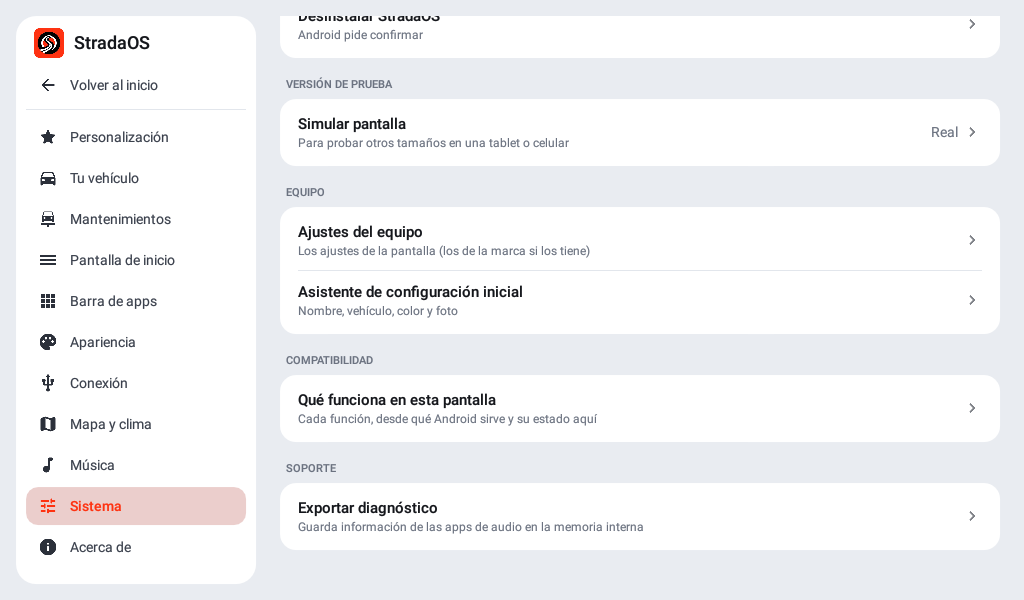 StradaOS
Volver al inicio
Personalización
Tu vehículo
Mantenimientos
Pantalla de inicio
Barra de apps
Apariencia
Conexión
Mapa y clima
Música
Sistema
Acerca de
Desinstalar StradaOS
Android pide confirmar
VERSIÓN DE PRUEBA
Simular pantalla
Para probar otros tamaños en una tablet o celular
Real
EQUIPO
Ajustes del equipo
Los ajustes de la pantalla (los de la marca si los tiene)
Asistente de configuración inicial
Nombre, vehículo, color y foto
COMPATIBILIDAD
Qué funciona en esta pantalla
Cada función, desde qué Android sirve y su estado aquí
SOPORTE
Exportar diagnóstico
Guarda información de las apps de audio en la memoria interna